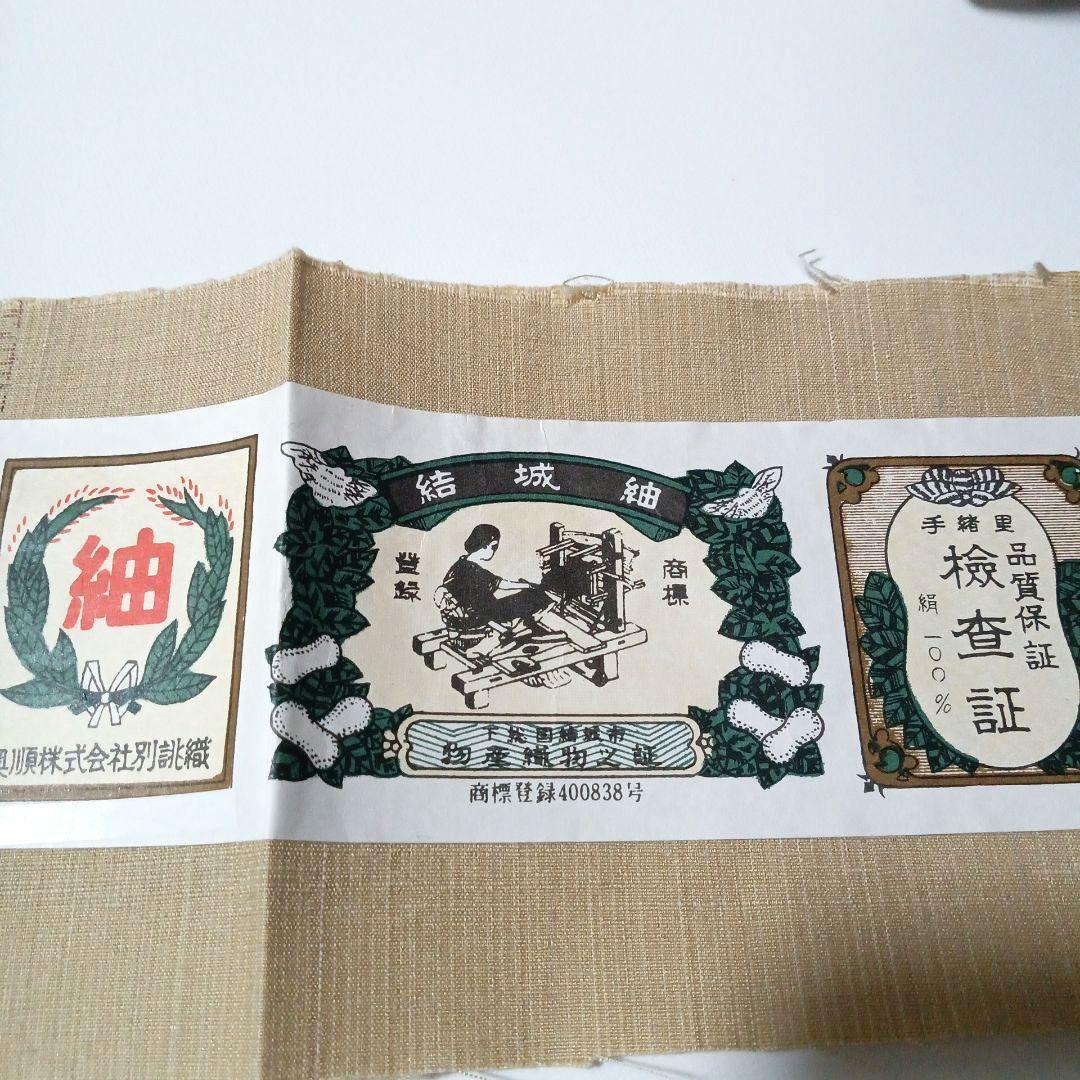 紬
奥順株式会社別誂織
結城紬
登録
商標
下総国結城市
物産織物之証
商標登録400838号
手緒里
品質保証
検査証
絹一〇〇%